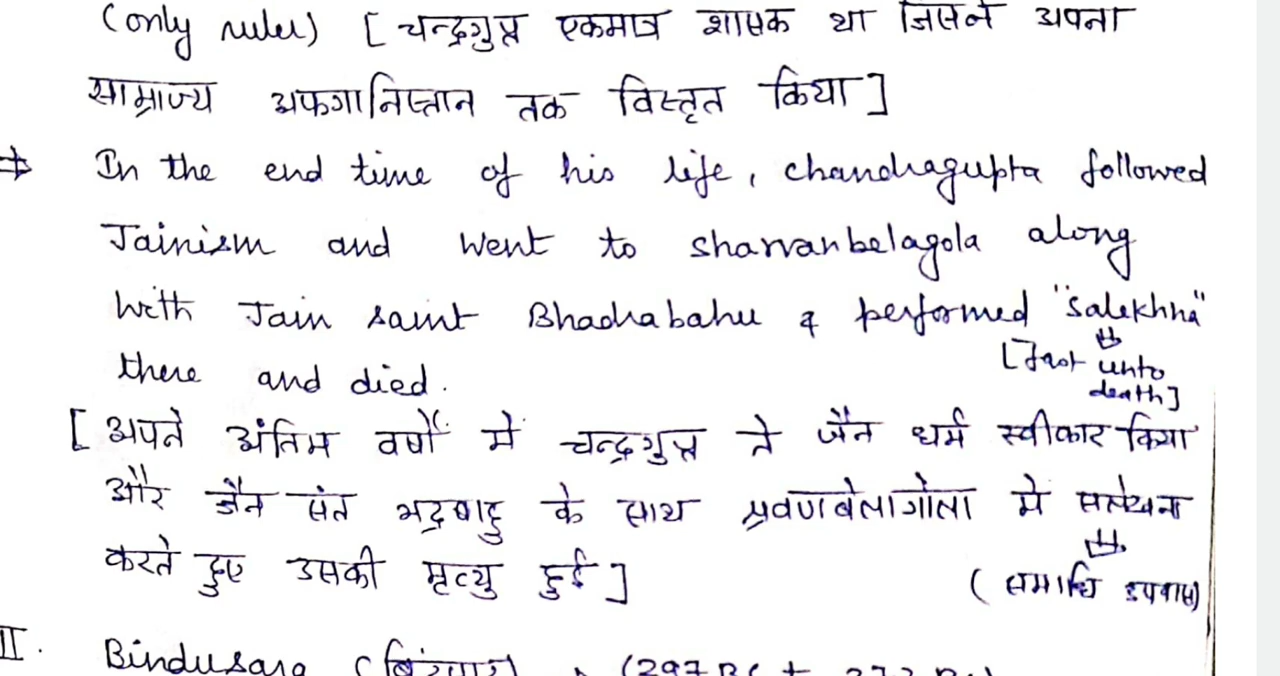 (only ruler) [ चन्द्रगुप्त एकमात्र शासक था जिसने अपना
साम्राज्य अफगानिस्तान तक विस्तृत किया ]
⇒ In the end time of his life, chandragupta followed
Jainism and went to sharvanbelagola along
with Jain saint Bhadrabahu & performed "salekhna"
⇓
[Fast unto
there and died.
death]
[ अपने अंतिम वर्षों में चन्द्रगुप्त ने जैन धर्म स्वीकार किया
और जैन संत भद्रबाहु के साथ श्रवणबेलागोला मे सलेखना
⇓
करते हुए उसकी मृत्यु हुई ]
( समाधि उपवास)
II. Bindusara (